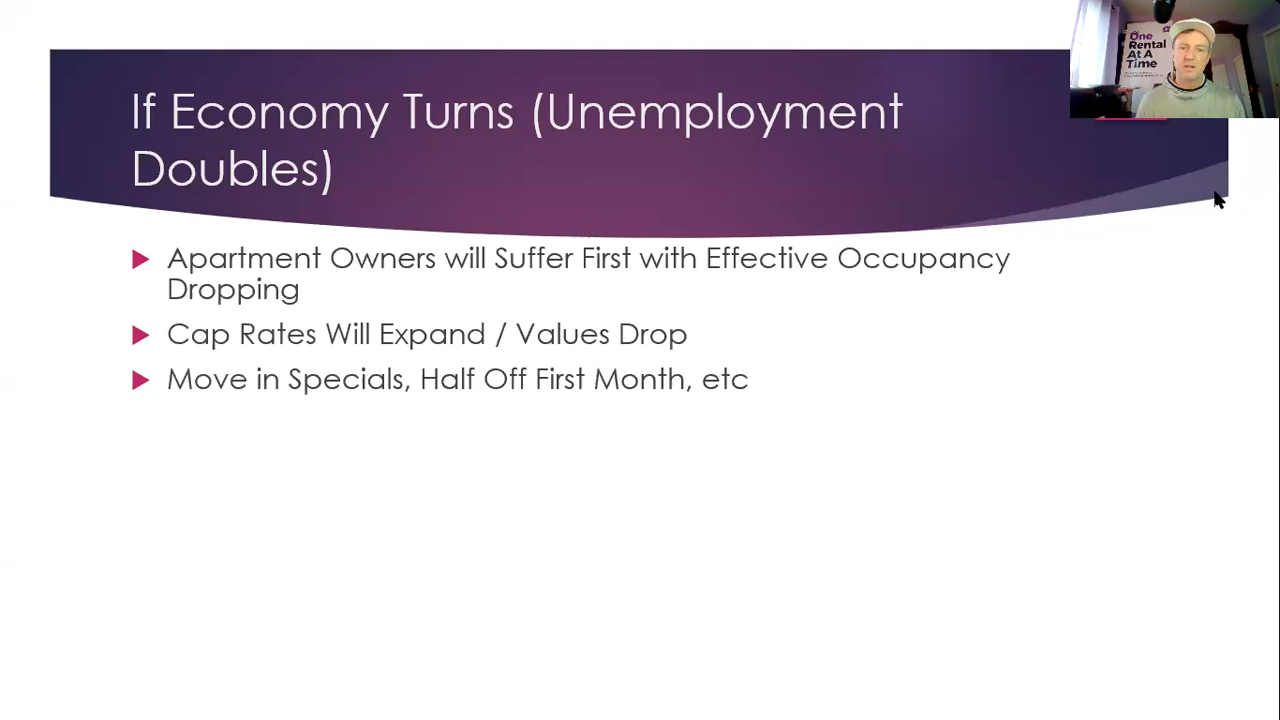 If Economy Turns (Unemployment
Doubles)
One
Rental
At A
Time
Apartment Owners will Suffer First with Effective Occupancy
Dropping
Cap Rates Will Expand / Values Drop
Move in Specials, Half Off First Month, etc